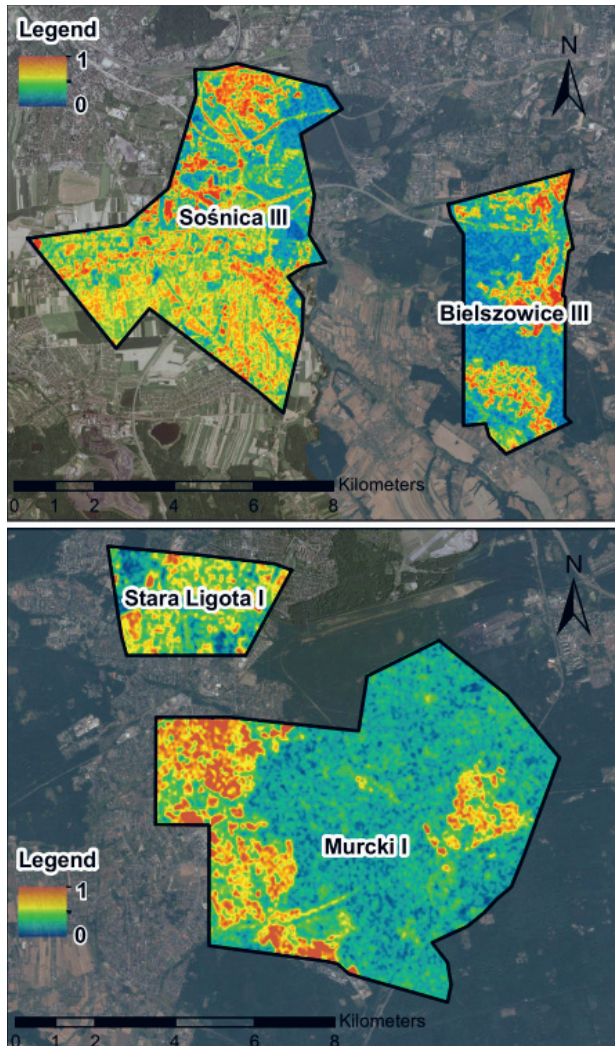 Legend
1
0
N
Sośnica III
Bielszowice III
Kilometers
0 1 2 4 6 8
N
Stara Ligota I
Murcki I
Legend
1
0
Kilometers
0 1 2 4 6 8